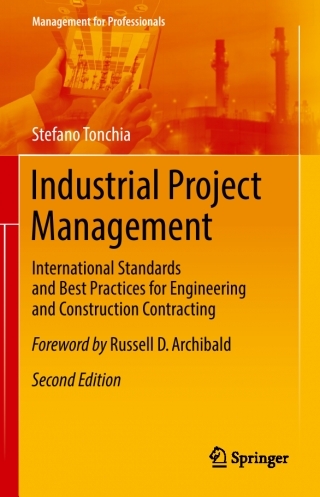 Management for Professionals
Stefano Tonchia
Industrial Project
Management
International Standards
and Best Practices for Engineering
and Construction Contracting
Foreword by Russell D. Archibald
Second Edition
Springer